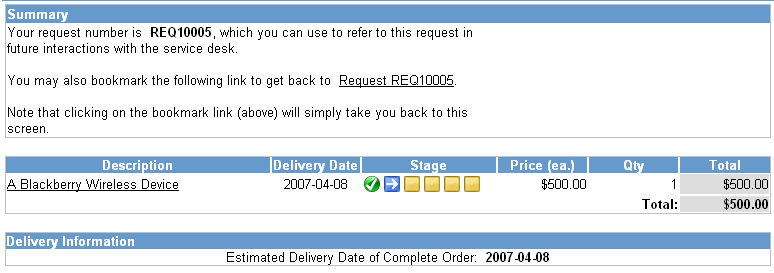 Summary
Your request number is REQ10005, which you can use to refer to this request in
future interactions with the service desk.
You may also bookmark the following link to get back to Request REQ10005.
Note that clicking on the bookmark link (above) will simply take you back to this
screen.
Description Delivery Date Stage Price (ea.) Qty Total
A Blackberry Wireless Device 2007-04-08 $500.00 1 $500.00
Total: $500.00
Delivery Information
Estimated Delivery Date of Complete Order: 2007-04-08